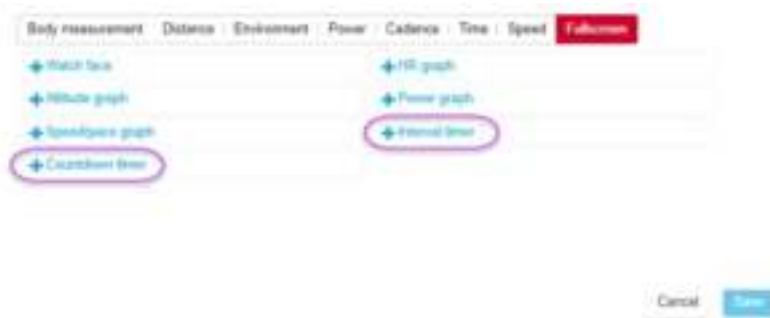 Body measurement Distance Environment Power Cadence Time Speed Fullscreen
Watch face
HR graph
Altitude graph
Power graph
Speed/pace graph
Interval timer
Countdown timer
Cancel Save